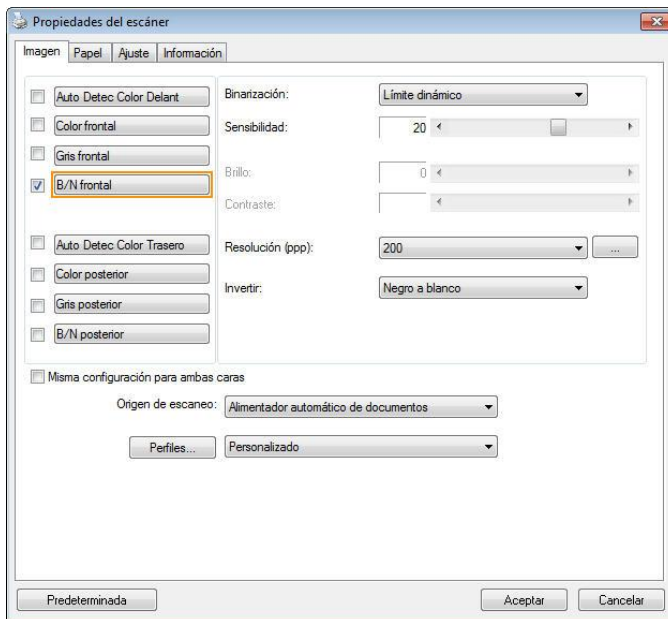 Propiedades del escáner
Imagen Papel Ajuste Información
Auto Detec Color Delant
Color frontal
Gris frontal
B/N frontal
Auto Detec Color Trasero
Color posterior
Gris posterior
B/N posterior
Binarización: Límite dinámico
Sensibilidad: 20
Brillo: 0
Contraste:
Resolución (ppp): 200 ...
Invertir: Negro a blanco
Misma configuración para ambas caras
Origen de escaneo: Alimentador automático de documentos
Perfiles... Personalizado
Predeterminada Aceptar Cancelar